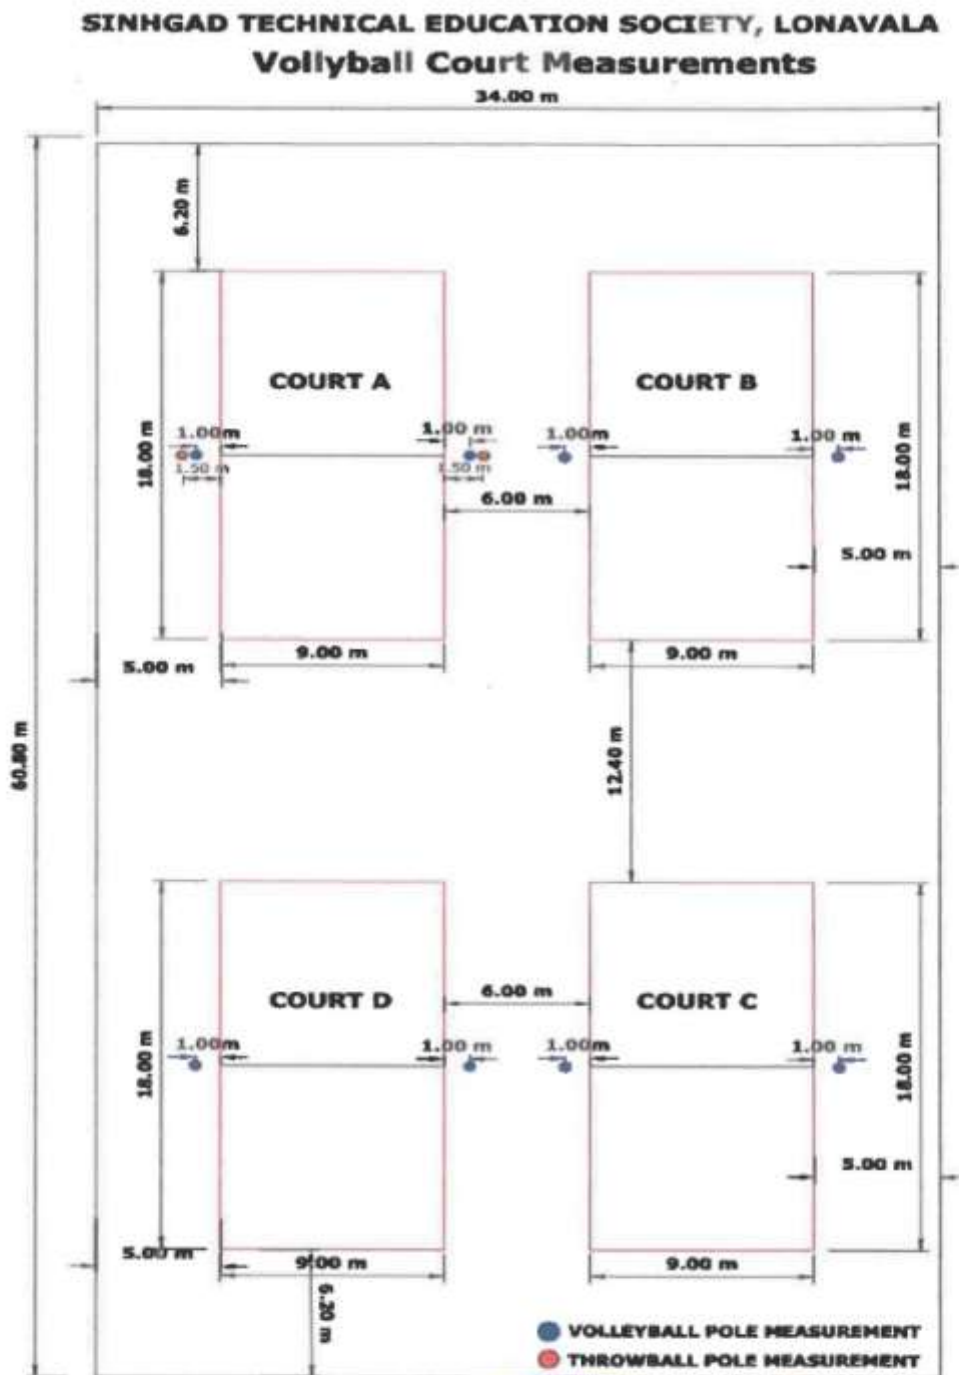 SINHGAD TECHNICAL EDUCATION SOCIETY, LONAVALA
Vollyball Court Measurements
34.00 m
6.20 m
COURT A
COURT B
18.00 m
1.00m
1.00 m
1.00m
1.00 m
18.00 m
1.50 m
1.50 m
6.00 m
5.00 m
9.00 m
9.00 m
5.00 m
60.80 m
12.40 m
COURT D
6.00 m
COURT C
18.00 m
1.00m
1.00 m
1.00m
1.00 m
18.00 m
5.00 m
5.00 m
9.00 m
9.00 m
6.20 m
VOLLEYBALL POLE MEASUREMENT
THROWBALL POLE MEASUREMENT